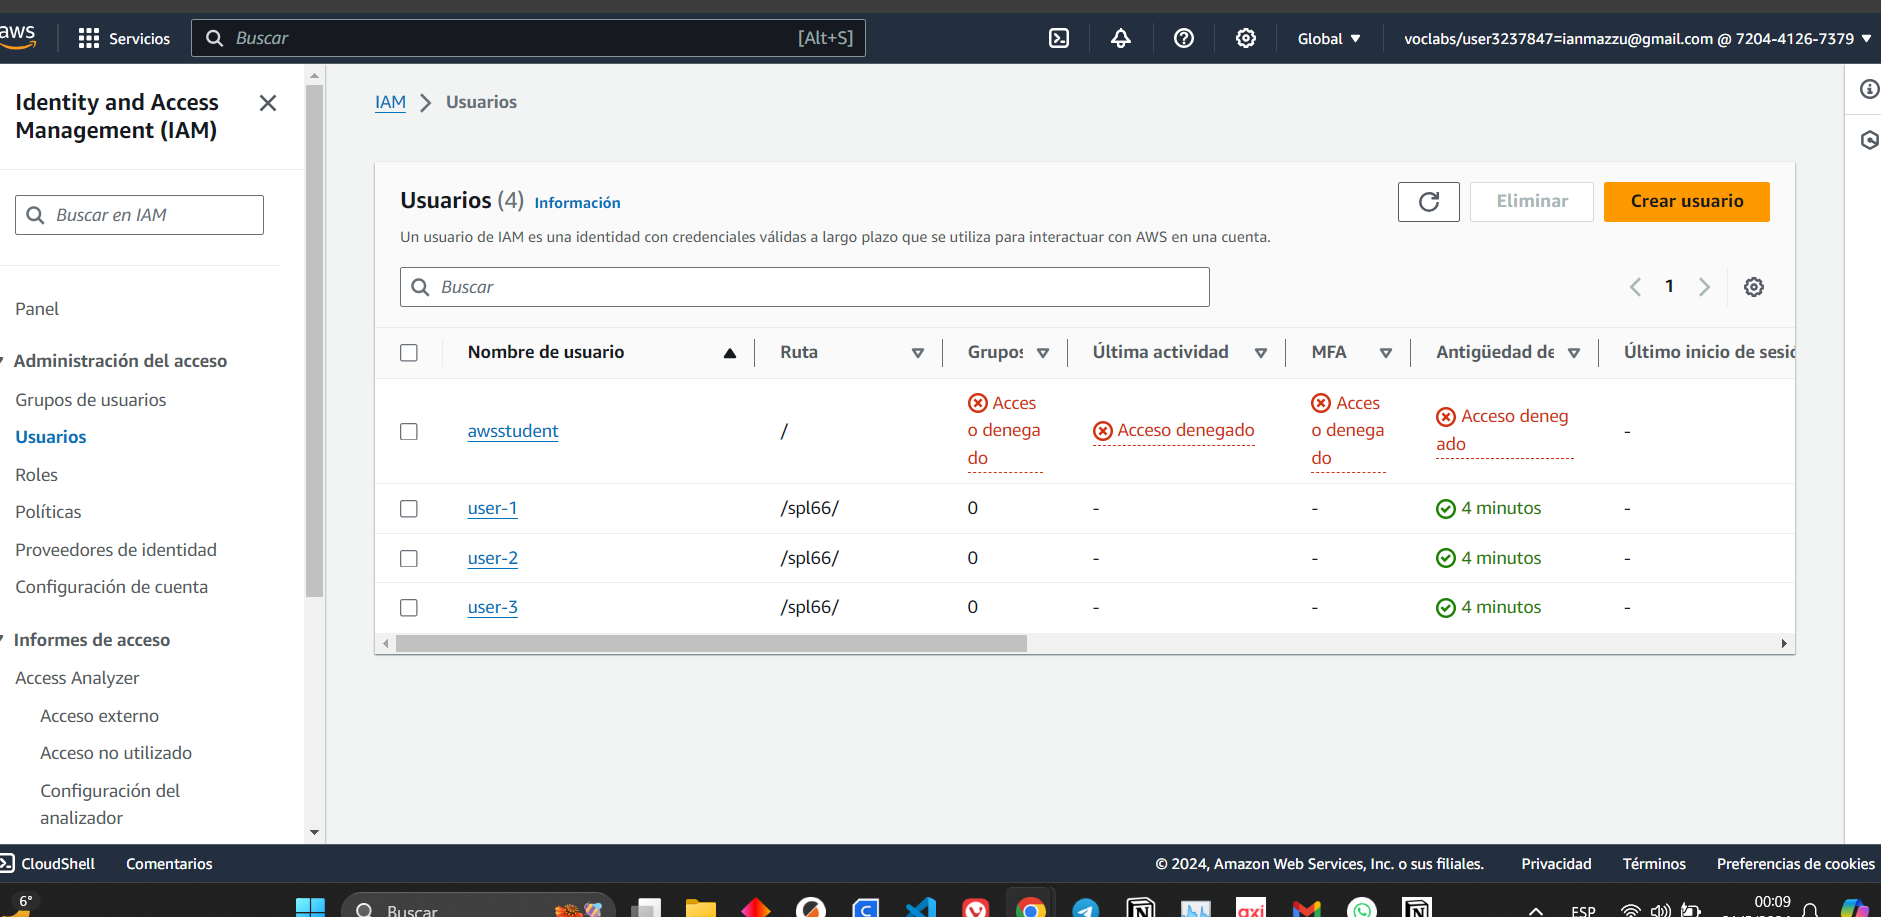 aws
Servicios
Buscar
[Alt+S]
Global
voclabs/user3237847=ianmazzu@gmail.com @ 7204-4126-7379
Identity and Access
Management (IAM)
Buscar en IAM
Panel
Administración del acceso
Grupos de usuarios
Usuarios
Roles
Políticas
Proveedores de identidad
Configuración de cuenta
Informes de acceso
Access Analyzer
Acceso externo
Acceso no utilizado
Configuración del
analizador
IAM > Usuarios
Usuarios (4) Información
Eliminar
Crear usuario
Un usuario de IAM es una identidad con credenciales válidas a largo plazo que se utiliza para interactuar con AWS en una cuenta.
Buscar
1
Nombre de usuario Ruta Grupos Última actividad MFA Antigüedad de Último inicio de sesió
awsstudent / Acceso denegado Acceso denegado Acceso denegado Acceso denegado -
user-1 /spl66/ 0 - - 4 minutos -
user-2 /spl66/ 0 - - 4 minutos -
user-3 /spl66/ 0 - - 4 minutos -
CloudShell Comentarios
© 2024, Amazon Web Services, Inc. o sus filiales. Privacidad Términos Preferencias de cookies
6°
Buscar
axi
ESP
00:09